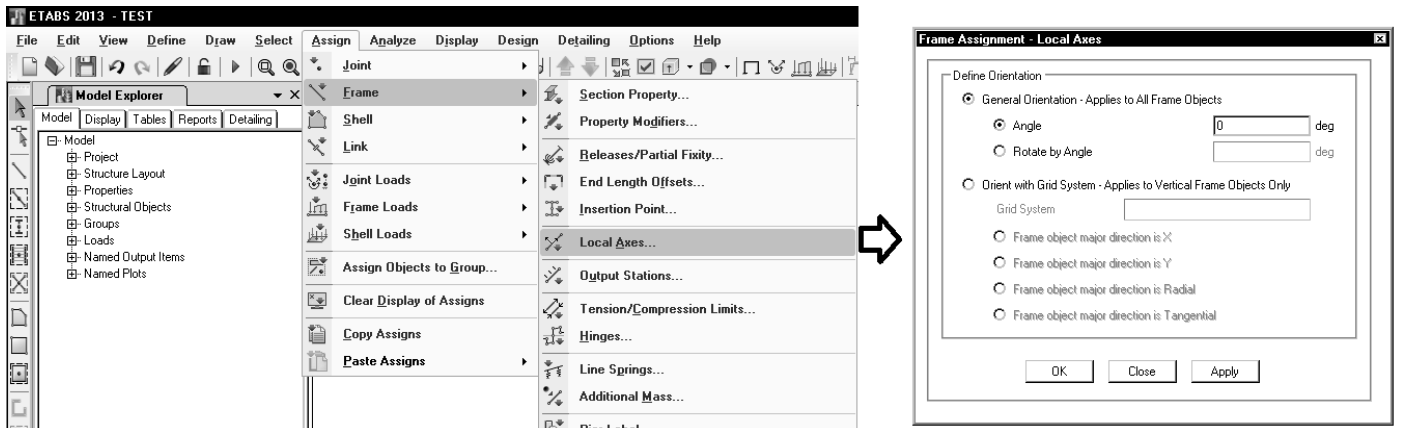 ETABS 2013 - TEST
File Edit View Define Draw Select Assign Analyze Display Design Detailing Options Help
Model Explorer
Model Display Tables Reports Detailing
Model
Project
Structure Layout
Properties
Structural Objects
Groups
Loads
Named Output Items
Named Plots
Joint
Frame
Shell
Link
Joint Loads
Frame Loads
Shell Loads
Assign Objects to Group...
Clear Display of Assigns
Copy Assigns
Paste Assigns
Section Property...
Property Modifiers...
Releases/Partial Fixity...
End Length Offsets...
Insertion Point...
Local Axes...
Output Stations...
Tension/Compression Limits...
Hinges...
Line Springs...
Additional Mass...
Frame Assignment - Local Axes
Define Orientation
General Orientation - Applies to All Frame Objects
Angle 0 deg
Rotate by Angle deg
Orient with Grid System - Applies to Vertical Frame Objects Only
Grid System
Frame object major direction is X
Frame object major direction is Y
Frame object major direction is Radial
Frame object major direction is Tangential
OK Close Apply